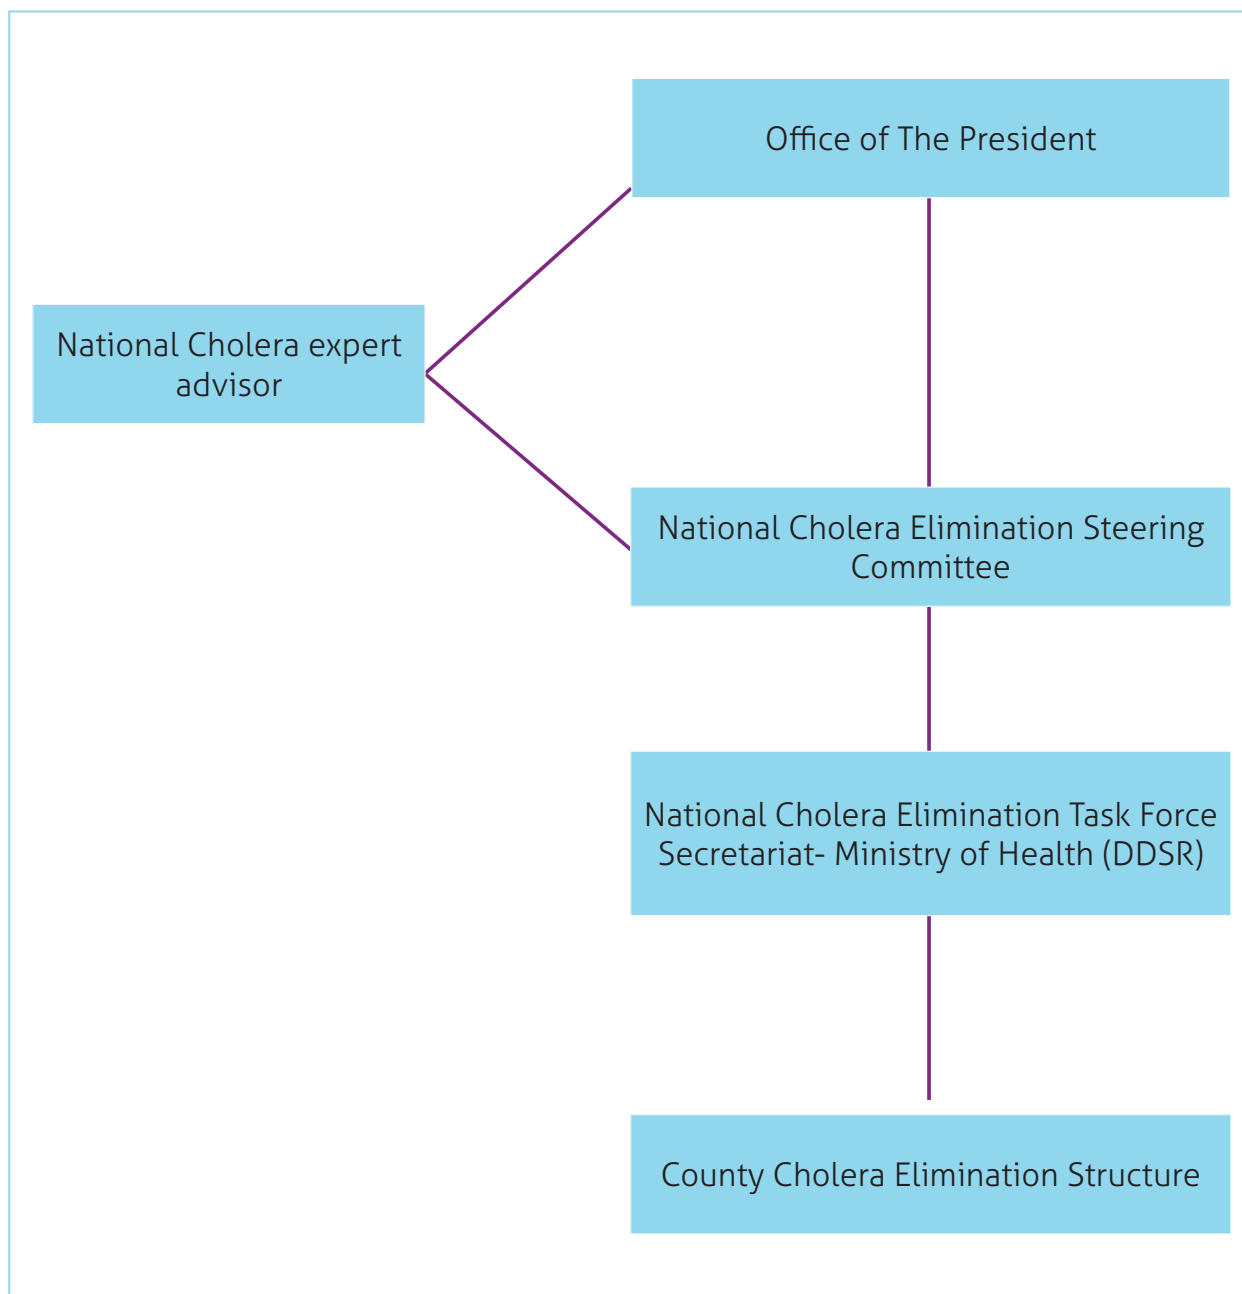 Office of The President
National Cholera expert
advisor
National Cholera Elimination Steering
Committee
National Cholera Elimination Task Force
Secretariat- Ministry of Health (DDSR)
County Cholera Elimination Structure